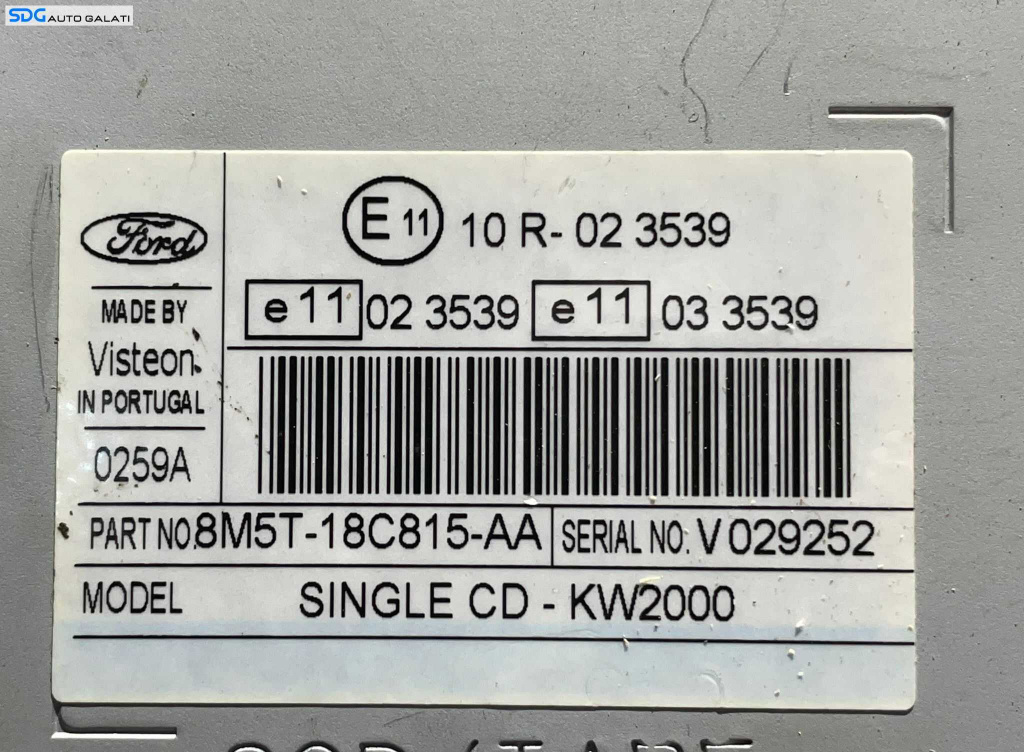 SDG AUTO GALATI
Ford
MADE BY
Visteon
IN PORTUGAL
0259A
E 11 10 R- 02 3539
e 11 02 3539 e 11 03 3539
PART NO. 8M5T-18C815-AA SERIAL NO: V 029252
MODEL SINGLE CD - KW2000